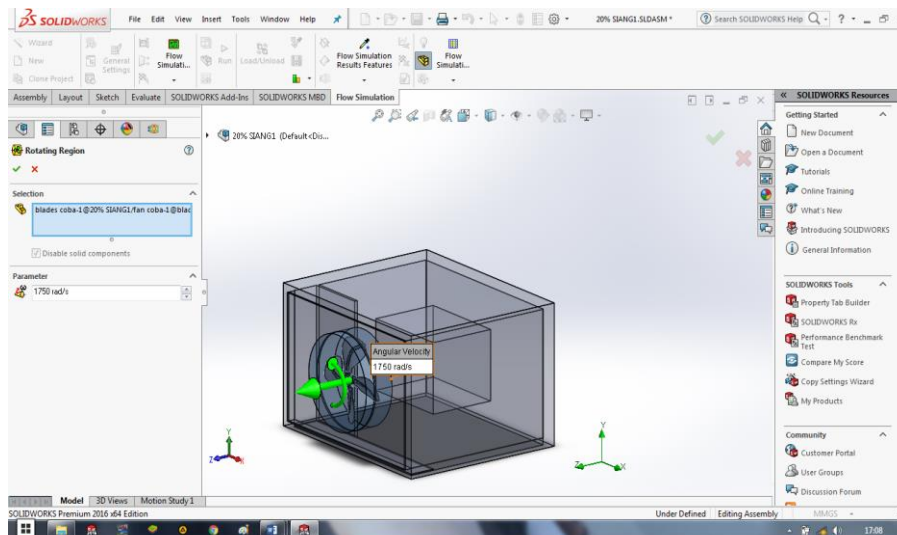 SOLIDWORKS File Edit View Insert Tools Window Help 20% SIANG1.SLDASM * Search SOLIDWORKS Help
Wizard
New
Clone Project
General Settings
Flow Simulati...
Run
Load/Unload
Flow Simulation Results Features
Flow Simulati...
Assembly Layout Sketch Evaluate SOLIDWORKS Add-Ins SOLIDWORKS MBD Flow Simulation
20% SIANG1 (Default<Dis...
Rotating Region
Selection
blades coba-1@20% SIANG1/fan coba-1@blac
Disable solid components
Parameter
1750 rad/s
Angular Velocity
1750 rad/s
Y
Z
Y
Z
X
SOLIDWORKS Resources
Getting Started
New Document
Open a Document
Tutorials
Online Training
What's New
Introducing SOLIDWORKS
General Information
SOLIDWORKS Tools
Property Tab Builder
SOLIDWORKS Rx
Performance Benchmark Test
Compare My Score
Copy Settings Wizard
My Products
Community
Customer Portal
User Groups
Discussion Forum
Model 3D Views Motion Study 1
SOLIDWORKS Premium 2016 x64 Edition Under Defined Editing Assembly MMGS
17:08